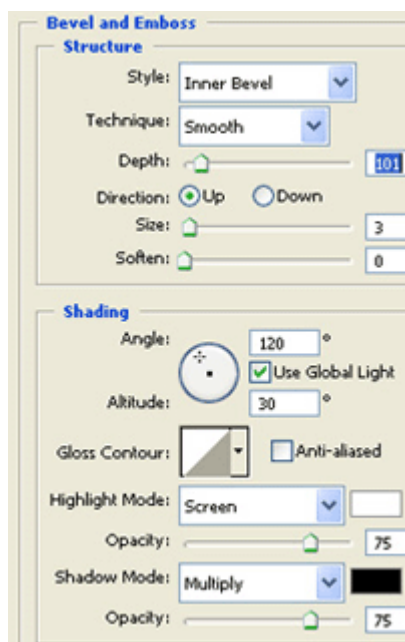 Bevel and Emboss
Structure
Style: Inner Bevel
Technique: Smooth
Depth: 101
Direction: Up Down
Size: 3
Soften: 0
Shading
Angle: 120 °
Use Global Light
Altitude: 30 °
Gloss Contour: Anti-aliased
Highlight Mode: Screen
Opacity: 75
Shadow Mode: Multiply
Opacity: 75